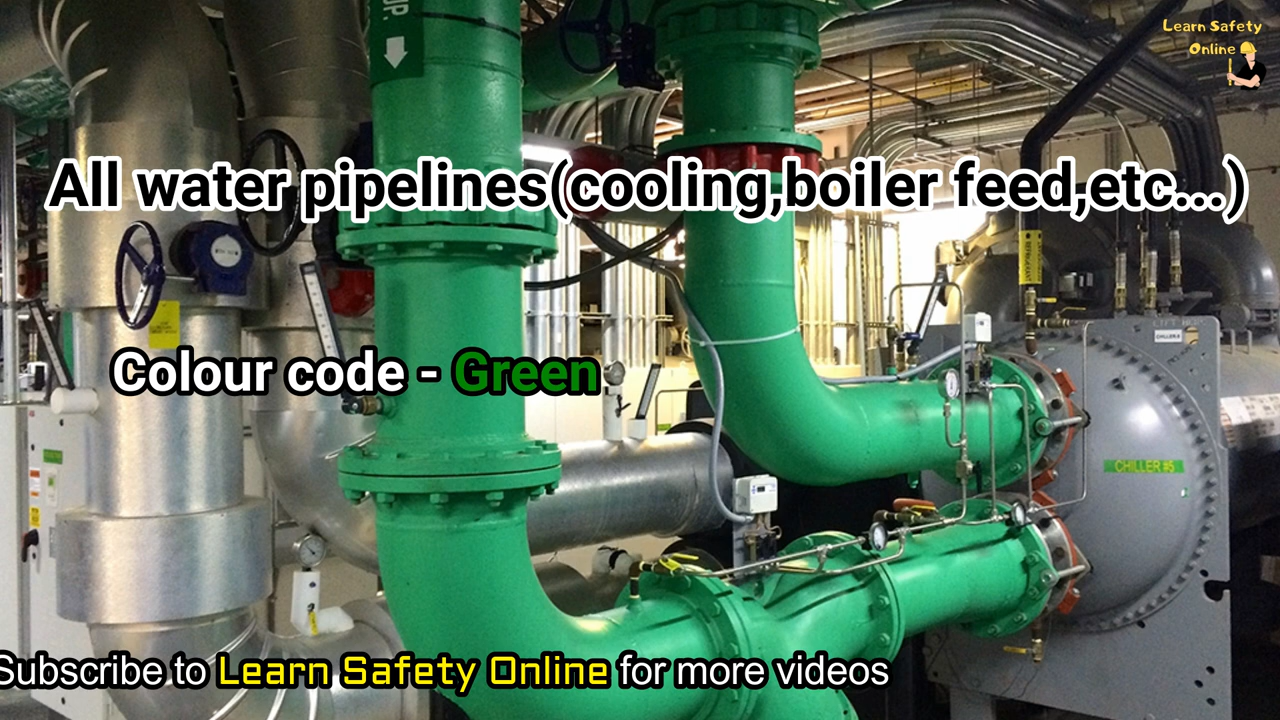 UP.
Learn Safety
Online
All water pipelines(cooling,boiler feed,etc...)
Colour code - Green
CHILLER #5
Subscribe to Learn Safety Online for more videos